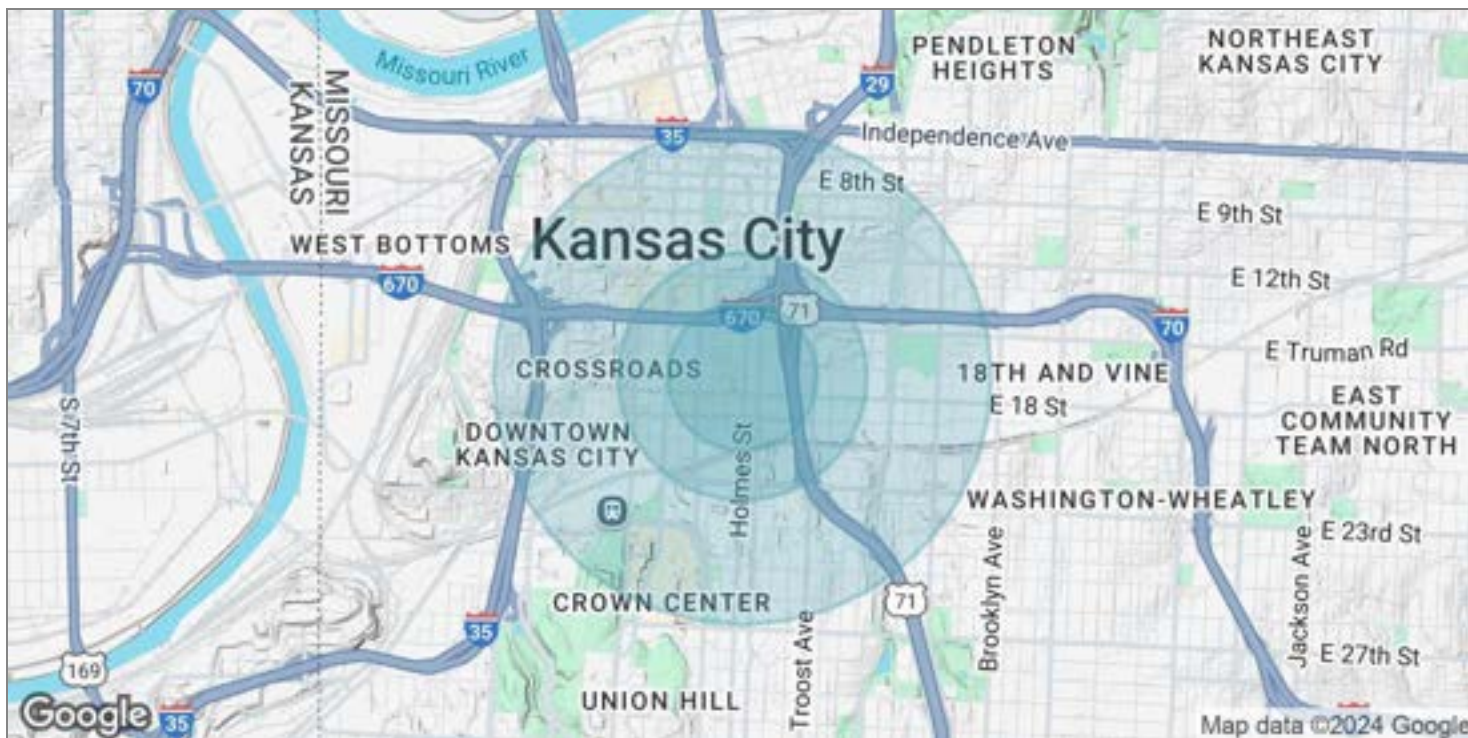 PENDLETON
HEIGHTS
NORTHEAST
KANSAS CITY
Missouri River
70
29
MISSOURI
KANSAS
35
Independence Ave
E 8th St
E 9th St
WEST BOTTOMS
Kansas City
670
E 12th St
670
71
70
E Truman Rd
CROSSROADS
18TH AND VINE
E 18 St
EAST
COMMUNITY
TEAM NORTH
S 7th St
DOWNTOWN
KANSAS CITY
Holmes St
WASHINGTON-WHEATLEY
E 23rd St
Brooklyn Ave
Jackson Ave
CROWN CENTER
71
35
Troost Ave
E 27th St
169
UNION HILL
Google
35
Map data ©2024 Google